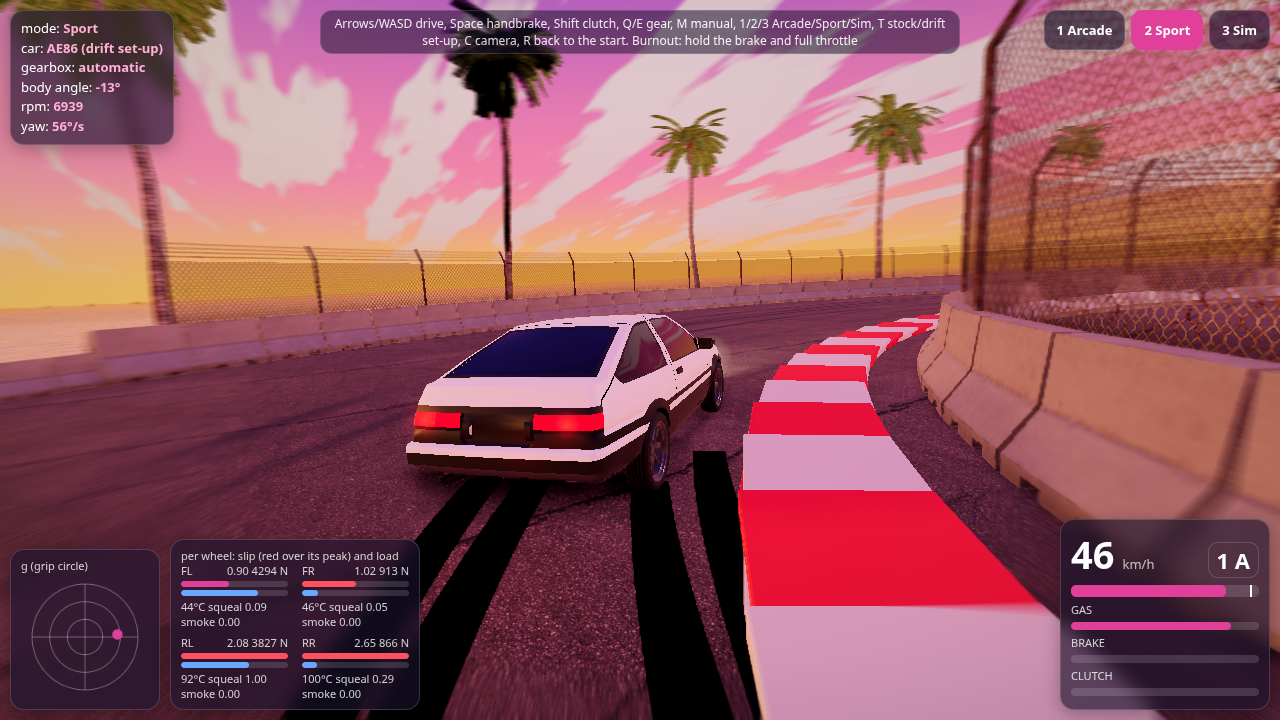 mode: Sport
car: AE86 (drift set-up)
gearbox: automatic
body angle: -13°
rpm: 6939
yaw: 56°/s
Arrows/WASD drive, Space handbrake, Shift clutch, Q/E gear, M manual, 1/2/3 Arcade/Sport/Sim, T stock/drift
set-up, C camera, R back to the start. Burnout: hold the brake and full throttle
1 Arcade
2 Sport
3 Sim
g (grip circle)
per wheel: slip (red over its peak) and load
FL 0.90 4294 N
44°C squeal 0.09
smoke 0.00
FR 1.02 913 N
46°C squeal 0.05
smoke 0.00
RL 2.08 3827 N
92°C squeal 1.00
smoke 0.00
RR 2.65 866 N
100°C squeal 0.29
smoke 0.00
46 km/h 1 A
GAS
BRAKE
CLUTCH